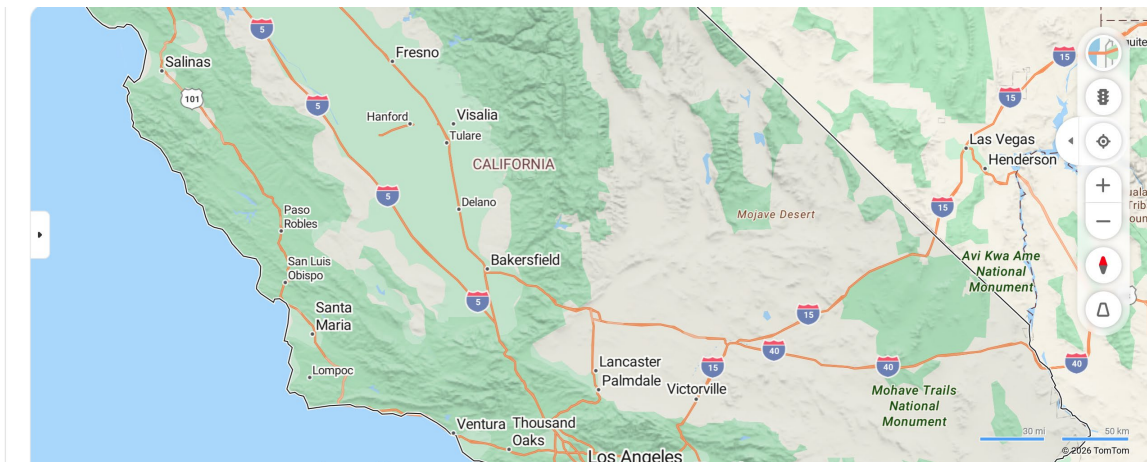 5
Fresno
Salinas
101
5
Hanford
Visalia
Tulare
CALIFORNIA
15
15
Las Vegas
Henderson
5
Delano
Paso
Robles
Mojave Desert
15
San Luis
Obispo
Bakersfield
Avi Kwa Ame
National
Monument
5
Santa
Maria
15
40
Lancaster
Palmdale
15
40
40
Lompoc
Victorville
Mohave Trails
National
Monument
Ventura
Thousand
Oaks
Los Angeles
30 mi
50 km
© 2026 TomTom